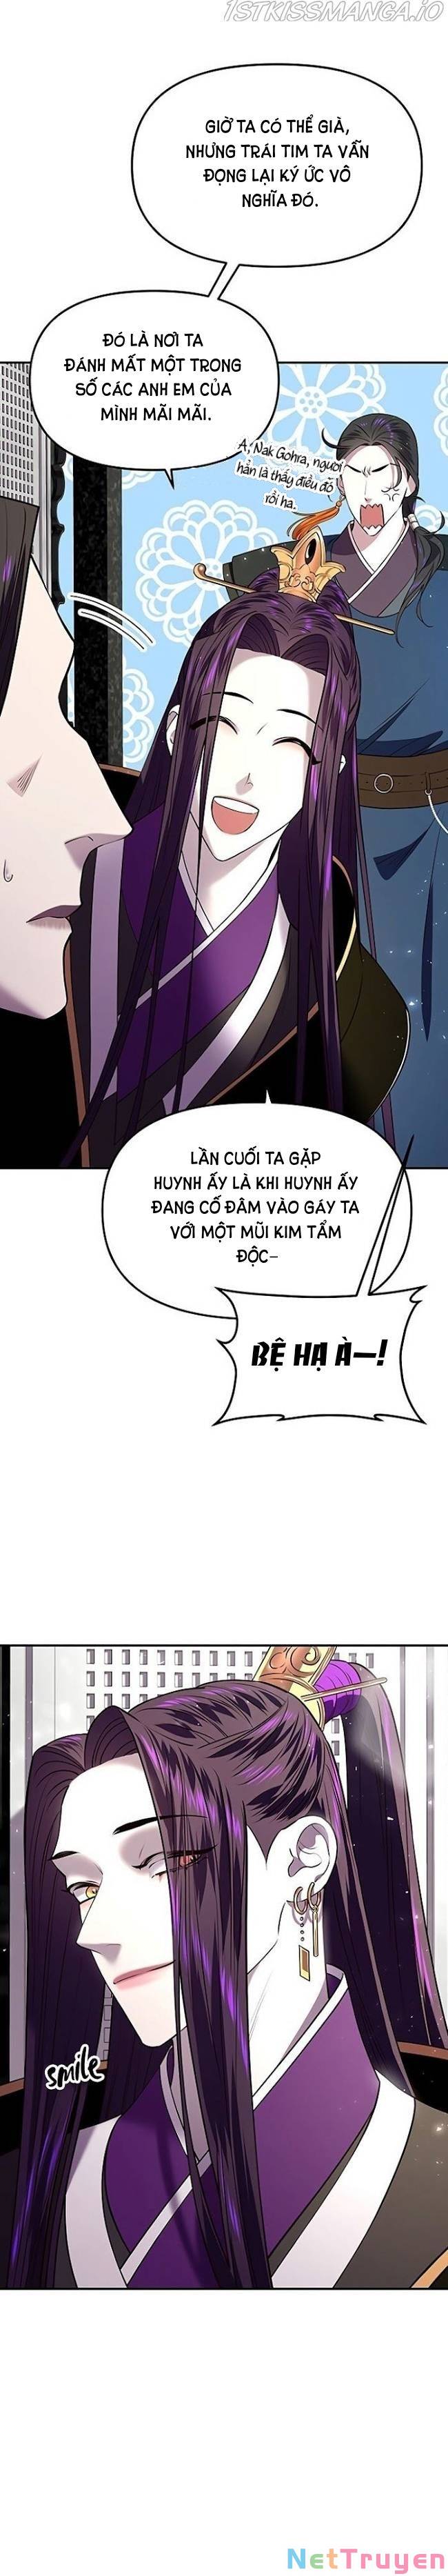 1STKISSMANGA.IO
GIỜ TA CÓ THỂ GIÀ,
NHƯNG TRÁI TIM TA VẪN
ĐỌNG LẠI KÝ ỨC VÔ
NGHĨA ĐÓ.
ĐÓ LÀ NƠI TA
ĐÁNH MẤT MỘT TRONG
SỐ CÁC ANH EM CỦA
MÌNH MÃI MÃI.
A, Nak Gohra, người
hẳn là thấy điều đó
rồi ha.
LẦN CUỐI TA GẶP
HUYNH ẤY LÀ KHI HUYNH ẤY
ĐANG CỐ ĐÂM VÀO GÁY TA
VỚI MỘT MŨI KIM TẨM
ĐỘC-
BỆ HẠ À—!
smile
NetTruyen